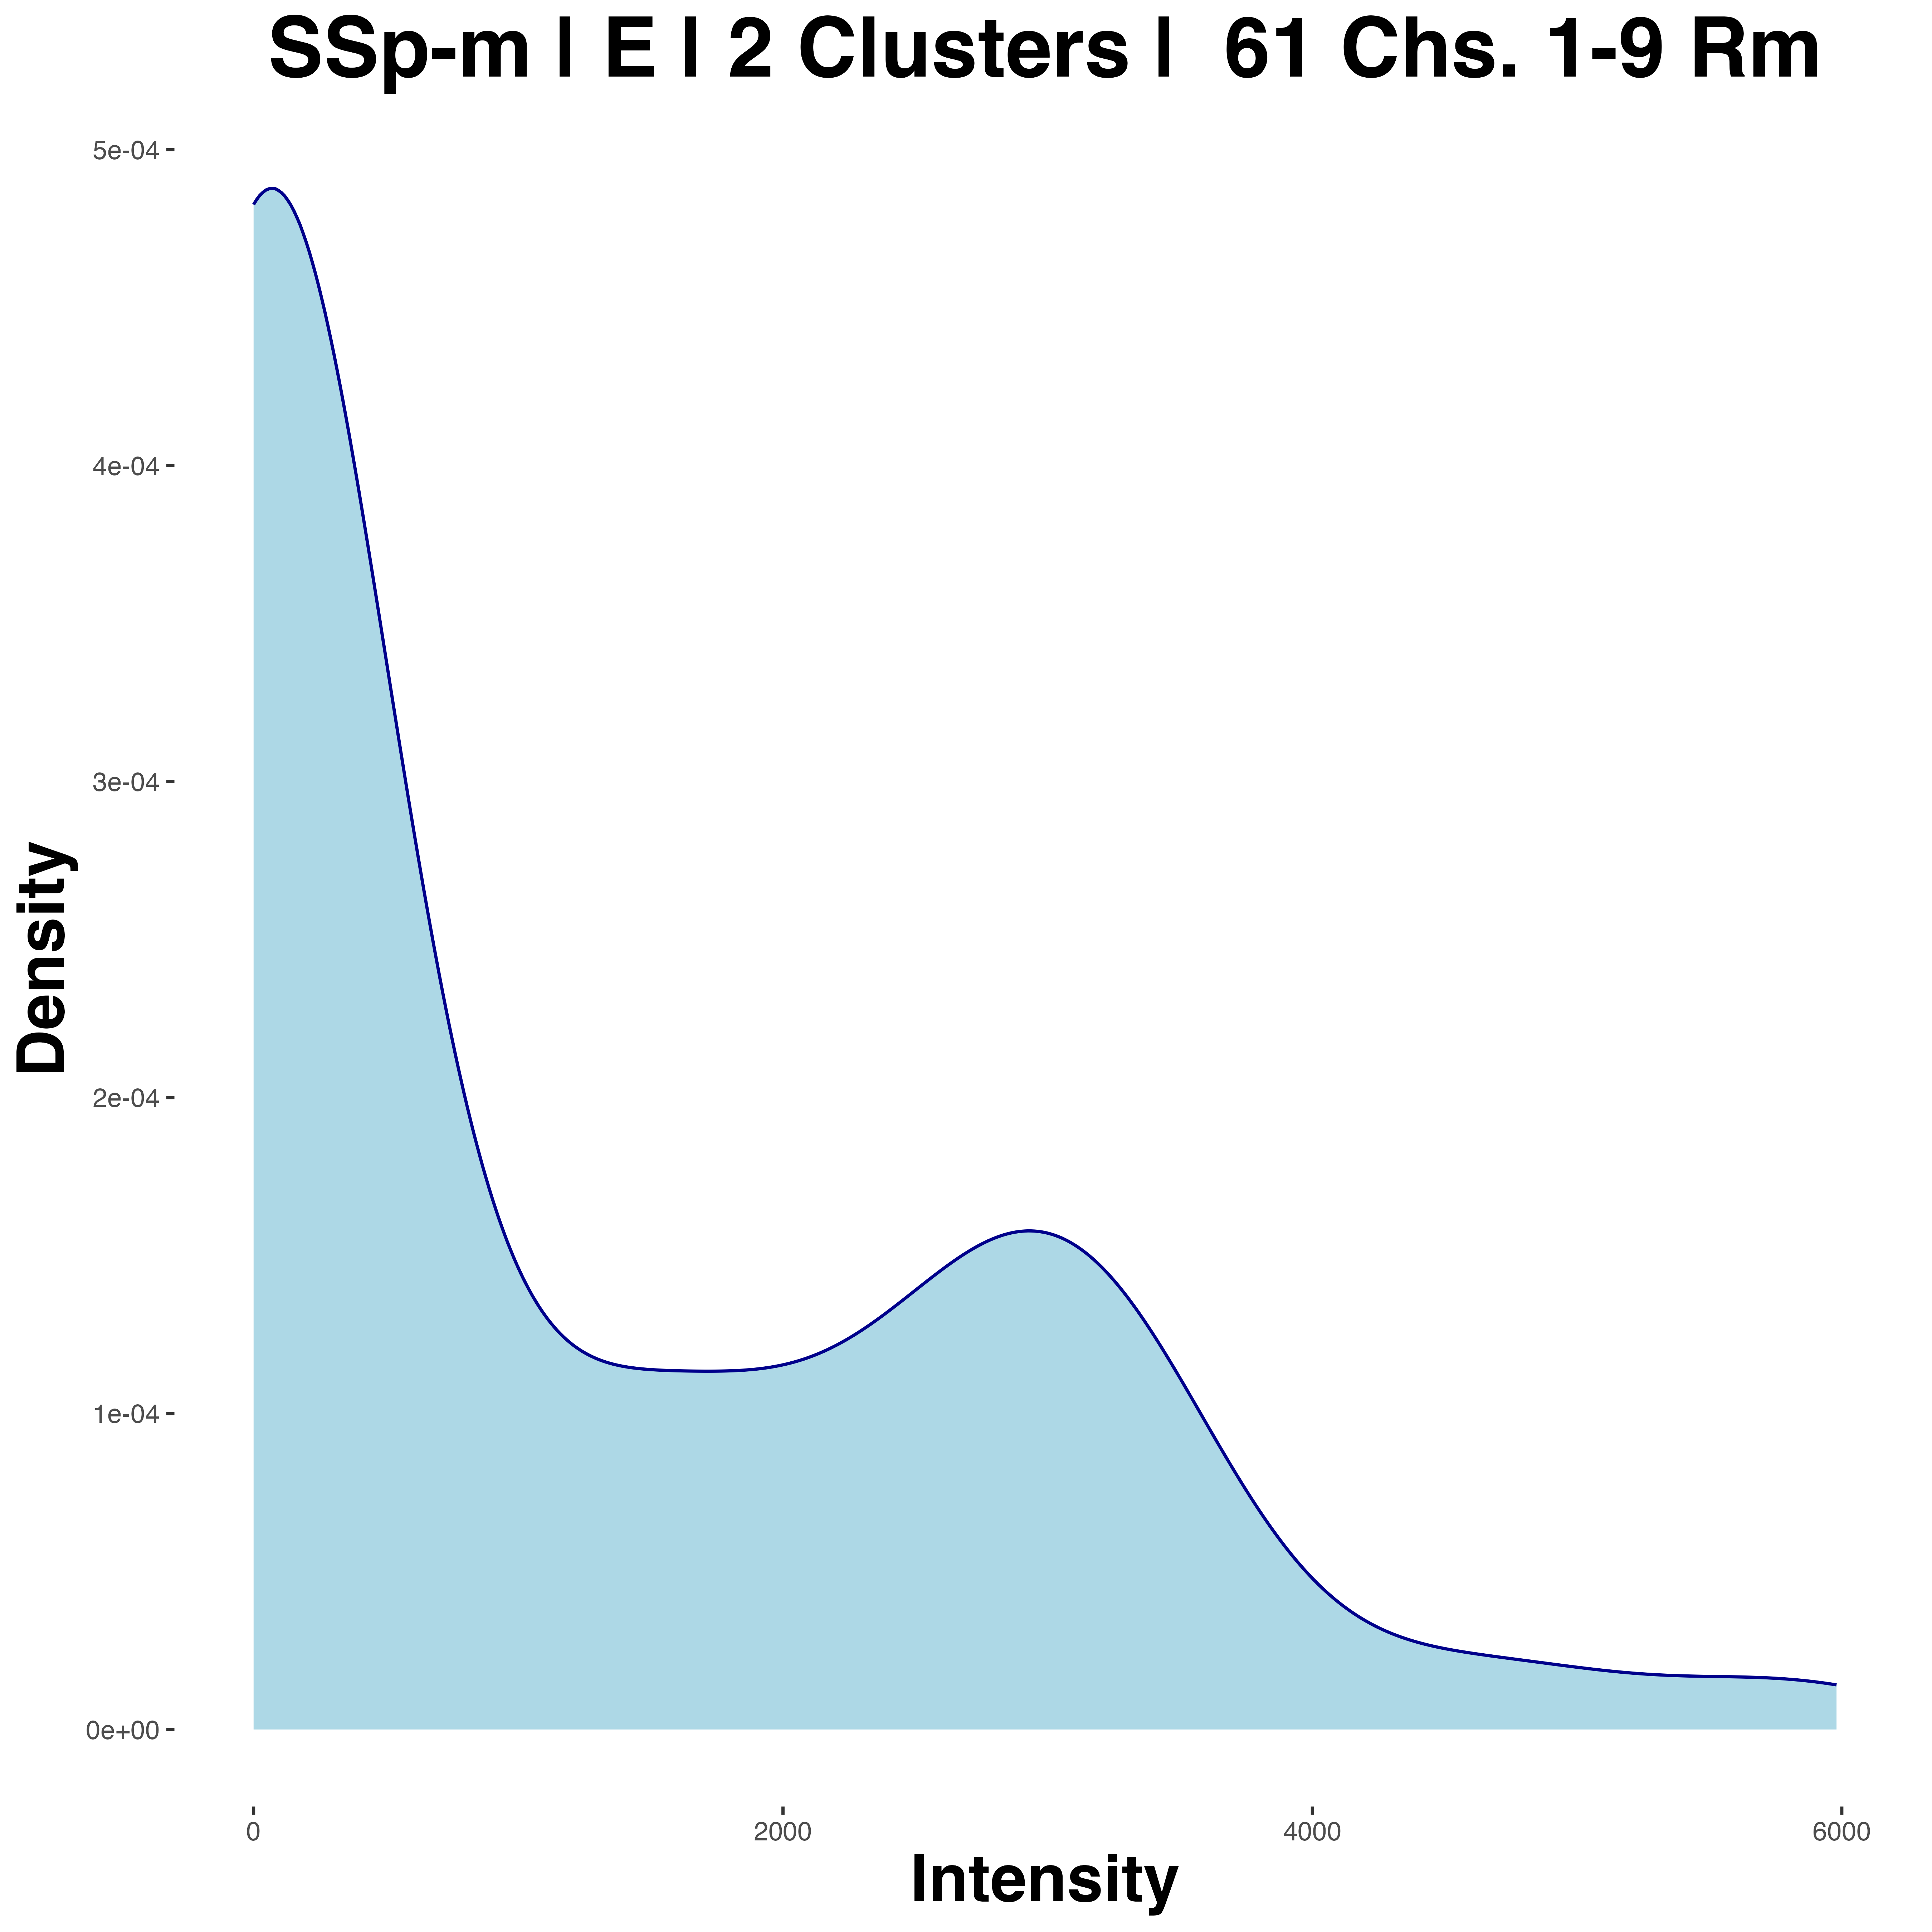 SSp-m | E | 2 Clusters | 61 Chs. 1-9 Rm
5e-04
4e-04
3e-04
2e-04
1e-04
0e+00
Density
0 2000 4000 6000
Intensity